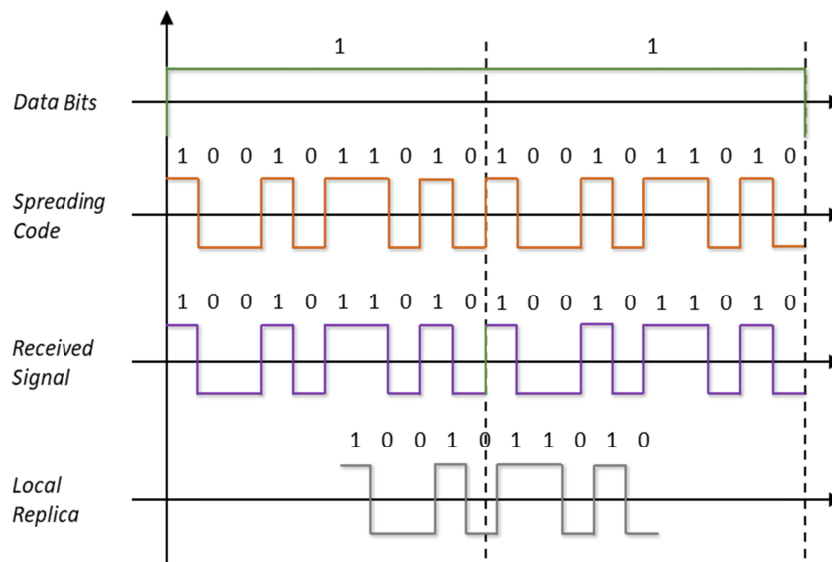 1 1
Data Bits
1 0 0 1 0 1 1 0 1 0 1 0 0 1 0 1 1 0 1 0
Spreading
Code
1 0 0 1 0 1 1 0 1 0 1 0 0 1 0 1 1 0 1 0
Received
Signal
1 0 0 1 0 1 1 0 1 0
Local
Replica